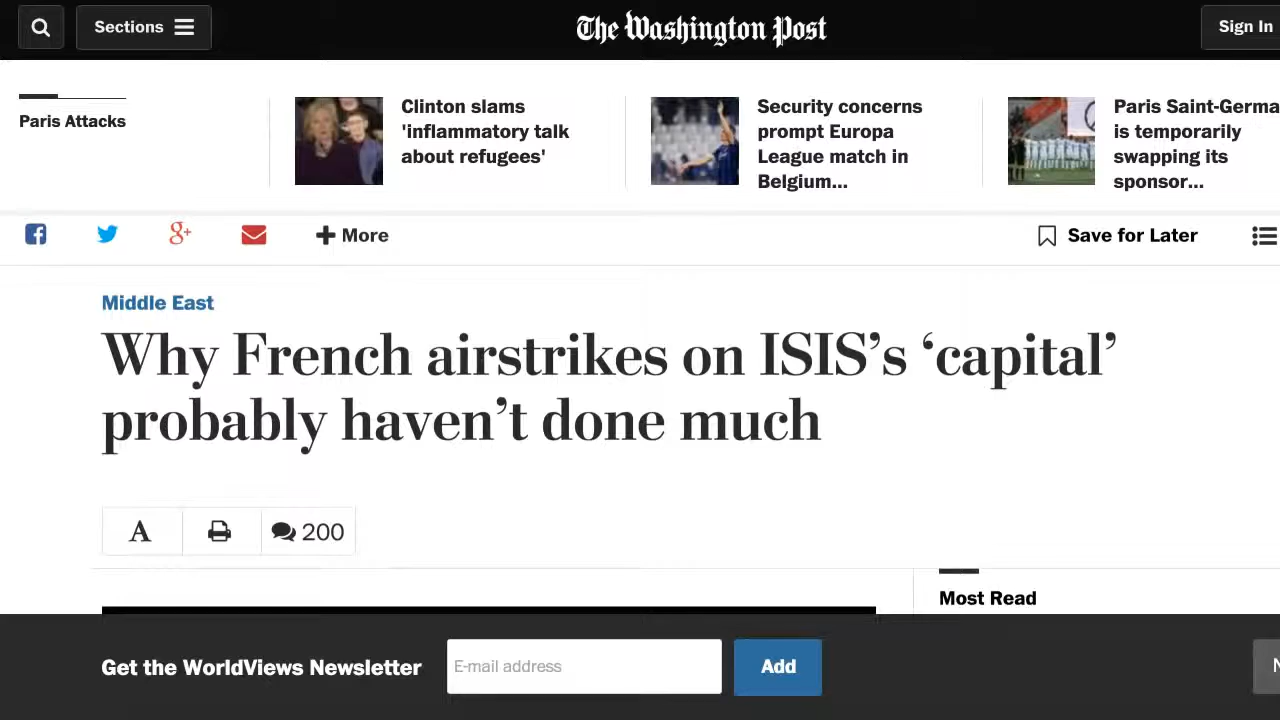 Sections
The Washington Post
Sign In
Paris Attacks
Clinton slams
'inflammatory talk
about refugees'
Security concerns
prompt Europa
League match in
Belgium...
Paris Saint-Germa
is temporarily
swapping its
sponsor...
g+
More
Save for Later
Middle East
Why French airstrikes on ISIS’s ‘capital’
probably haven’t done much
A
200
Most Read
Get the WorldViews Newsletter
E-mail address
Add
N